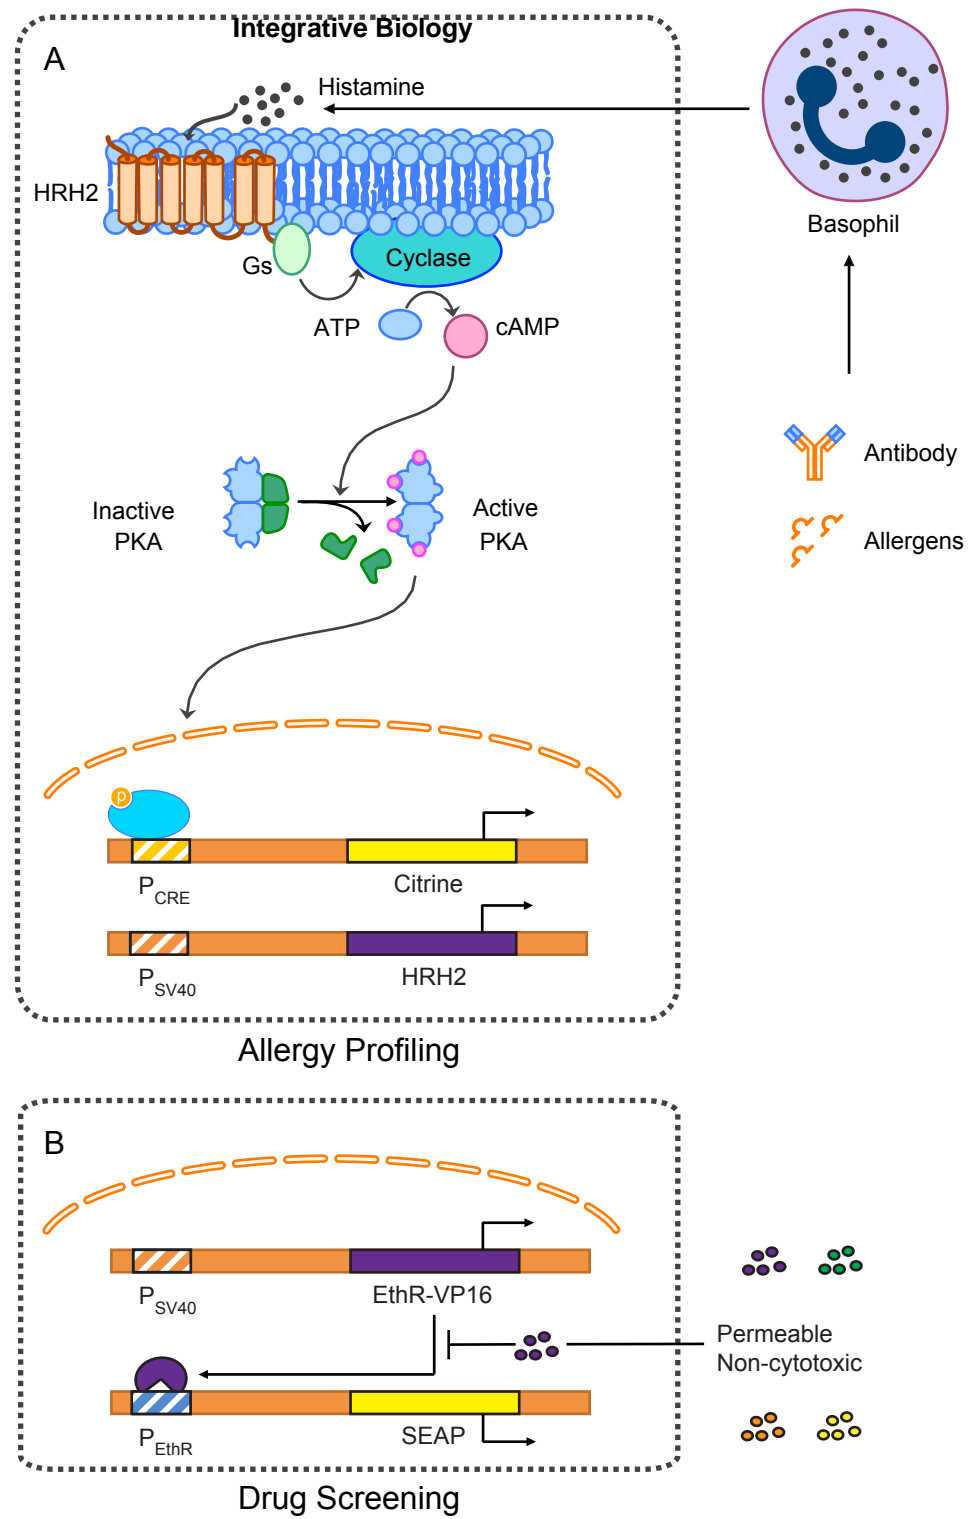 Integrative Biology
A
Histamine
HRH2
Basophil
Gs
Cyclase
ATP
cAMP
Antibody
Inactive
PKA
Active
PKA
Allergens
p
PCRE
Citrine
PSV40
HRH2
Allergy Profiling
B
PSV40
EthR-VP16
Permeable
Non-cytotoxic
PEthR
SEAP
Drug Screening